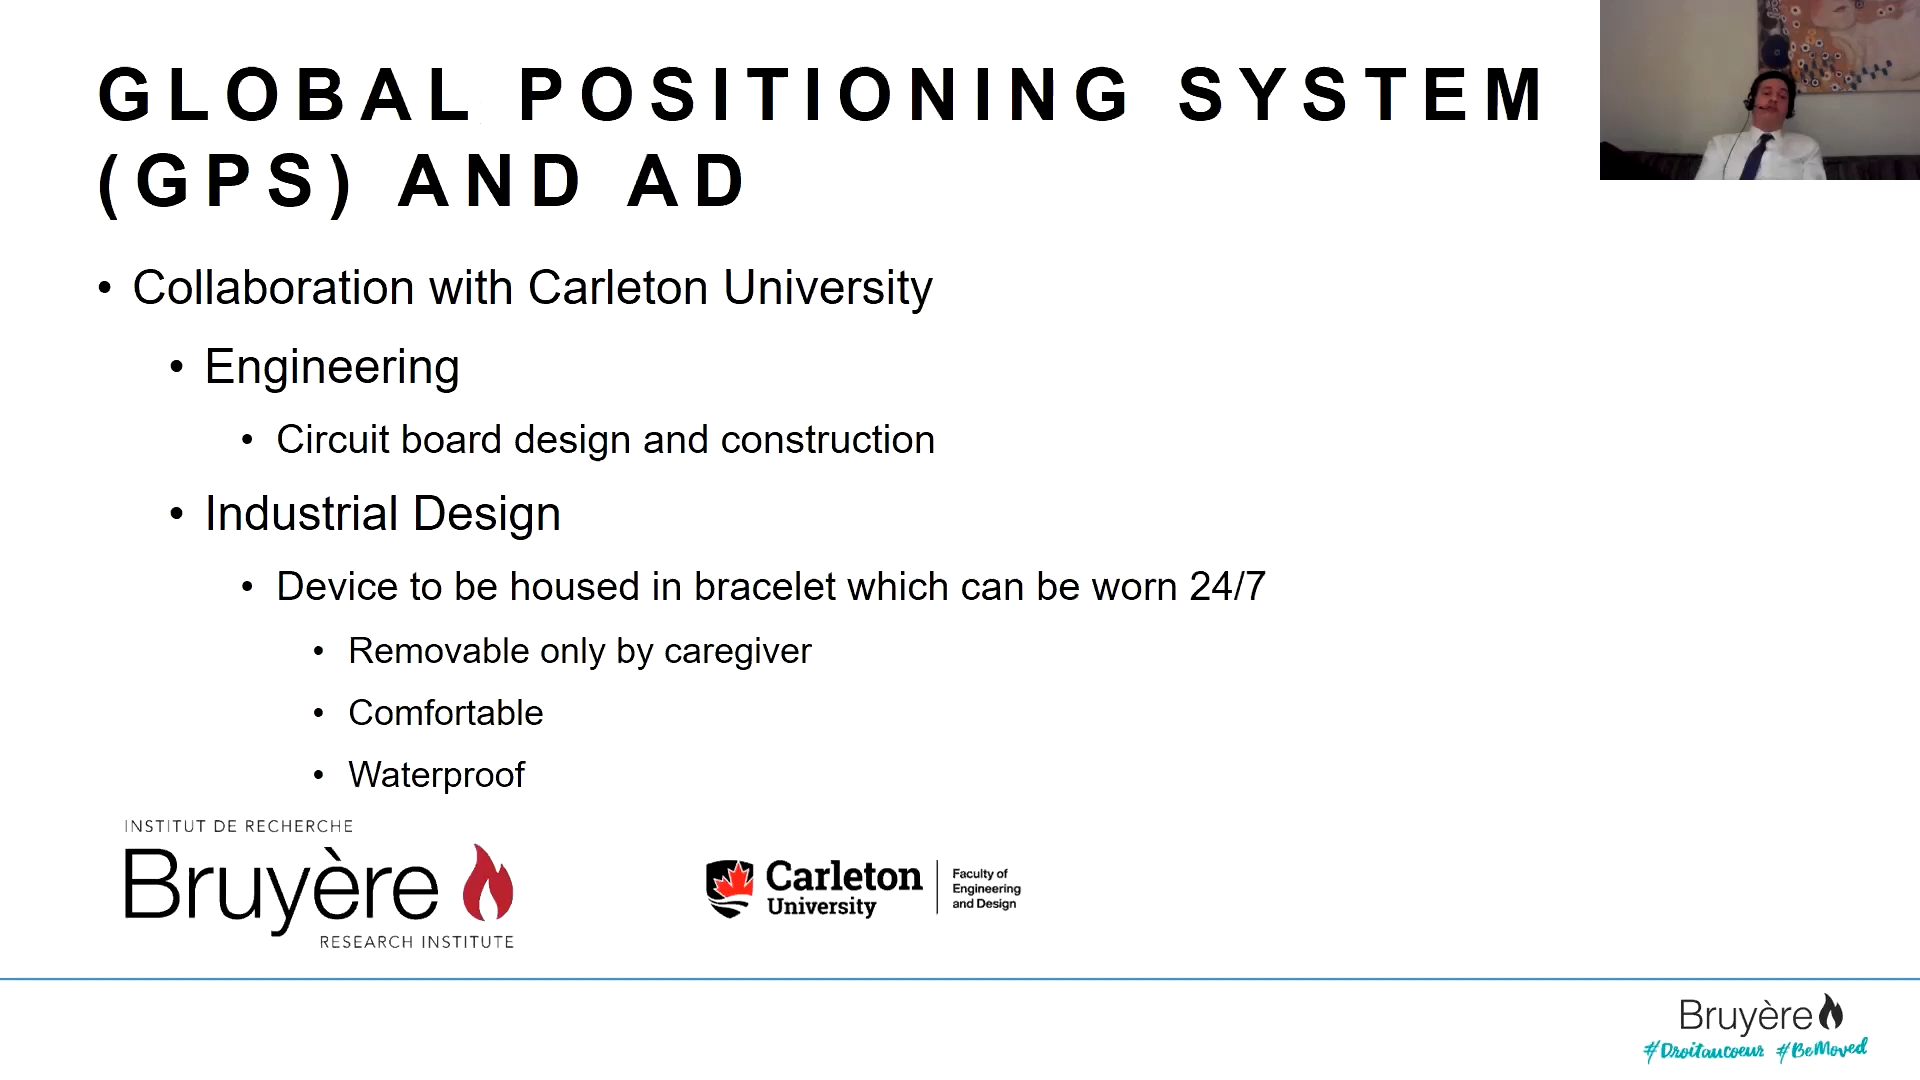 GLOBAL POSITIONING SYSTEM
(GPS) AND AD
• Collaboration with Carleton University
• Engineering
• Circuit board design and construction
• Industrial Design
• Device to be housed in bracelet which can be worn 24/7
• Removable only by caregiver
• Comfortable
• Waterproof
INSTITUT DE RECHERCHE
Bruyère
RESEARCH INSTITUTE
Carleton
University
Faculty of
Engineering
and Design
Bruyère
#Droitaucoeur #BeMoved